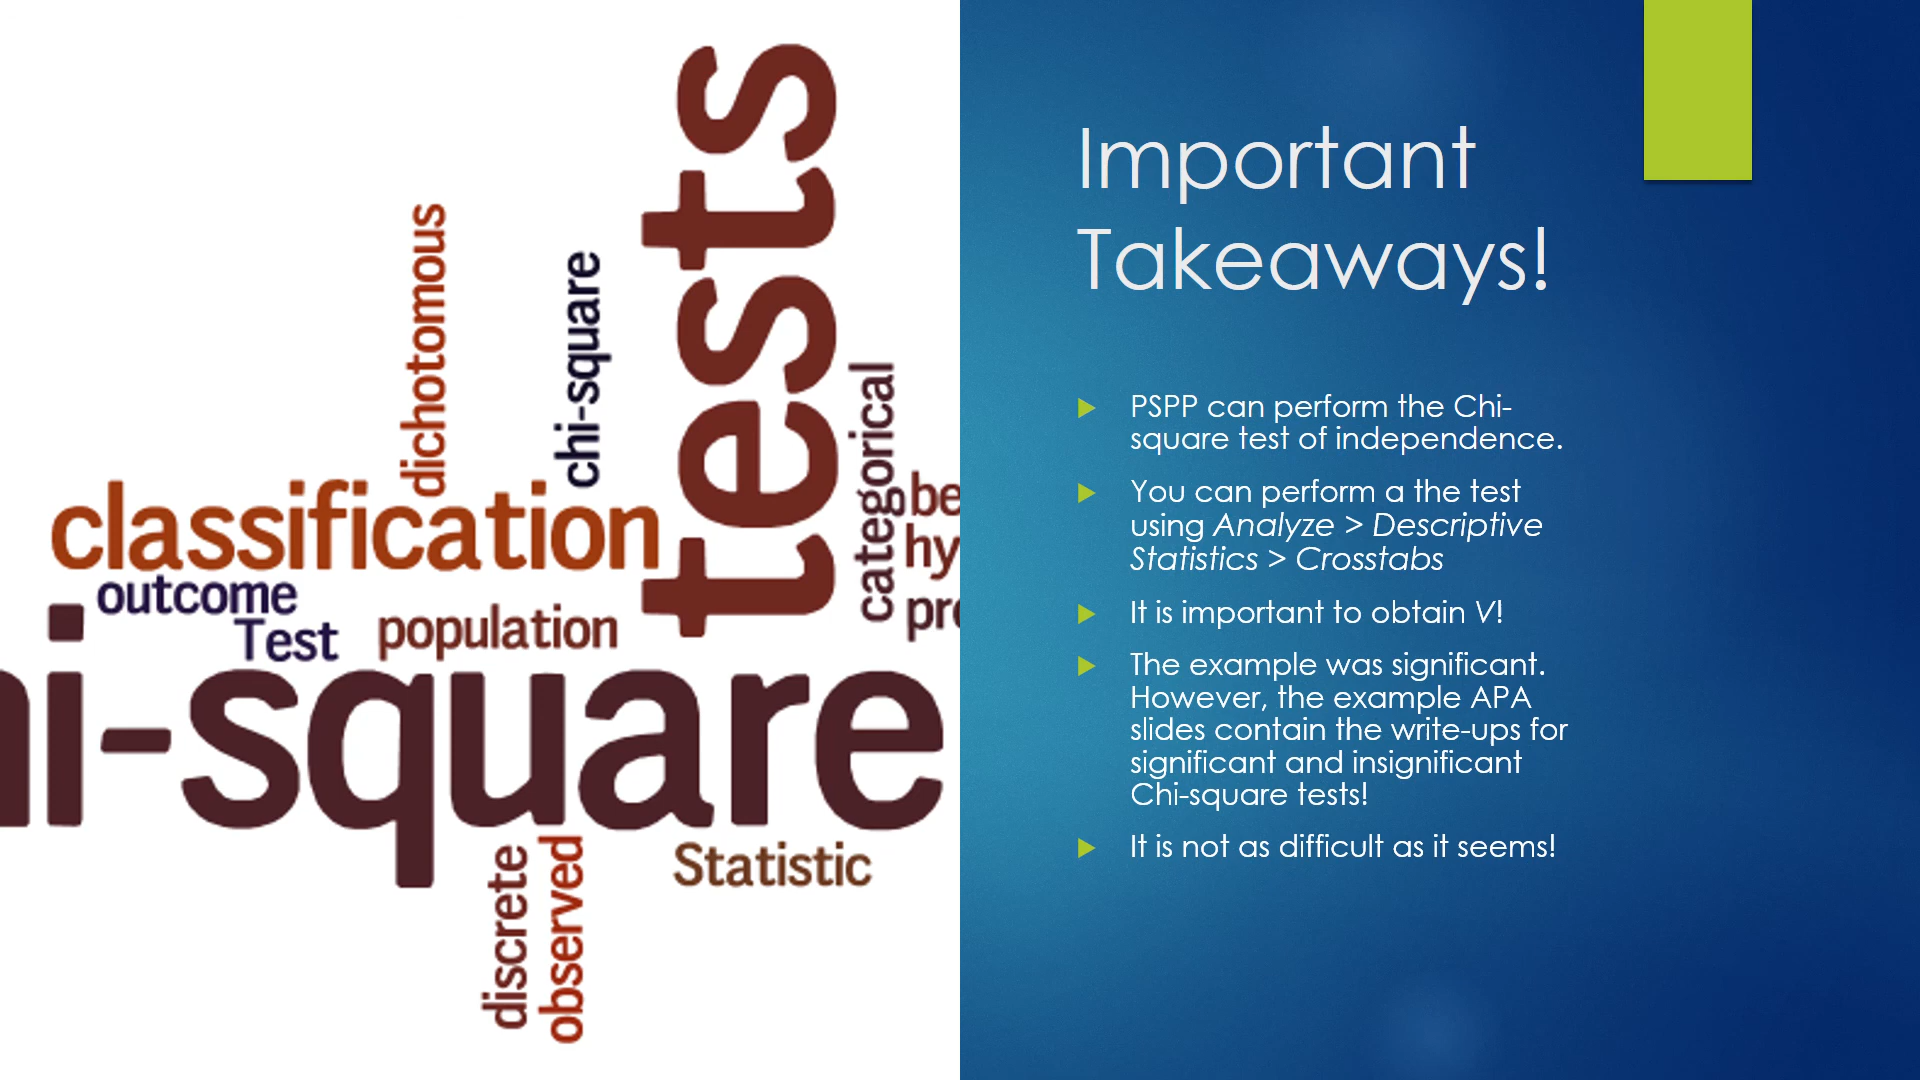 tests
dichotomous
chi-square
categorical
classification
outcome
Test
population
i-square
Statistic
discrete
observed
Important
Takeaways!
PSPP can perform the Chi-
square test of independence.
You can perform a the test
using Analyze > Descriptive
Statistics > Crosstabs
It is important to obtain V!
The example was significant.
However, the example APA
slides contain the write-ups for
significant and insignificant
Chi-square tests!
It is not as difficult as it seems!